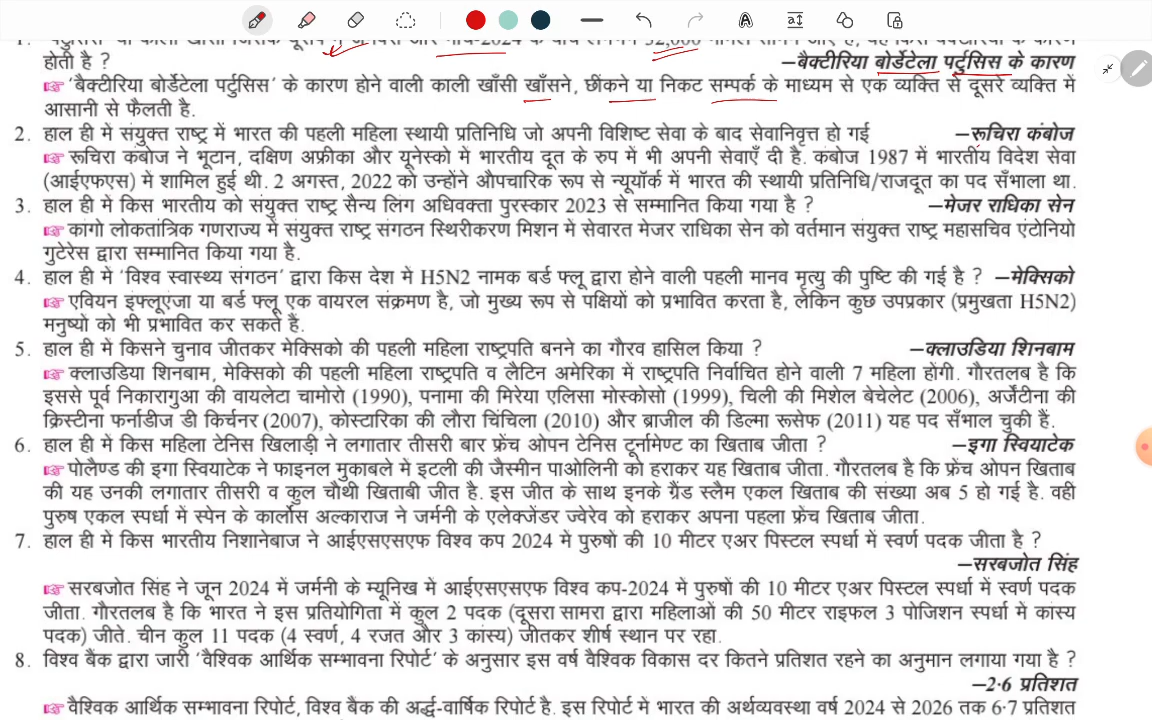 होती है ? –बैक्टीरिया बोर्डेटेला पर्टुसिस के कारण
☞ 'बैक्टीरिया बोर्डेटेला पर्टुसिस' के कारण होने वाली काली खाँसी खाँसने, छींकने या निकट सम्पर्क के माध्यम से एक व्यक्ति से दूसरे व्यक्ति में
आसानी से फैलती है.
2. हाल ही में संयुक्त राष्ट्र में भारत की पहली महिला स्थायी प्रतिनिधि जो अपनी विशिष्ट सेवा के बाद सेवानिवृत्त हो गई –रूचिरा कंबोज
☞ रूचिरा कंबोज ने भूटान, दक्षिण अफ्रीका और यूनेस्को में भारतीय दूत के रुप में भी अपनी सेवाएँ दी है. कंबोज 1987 में भारतीय विदेश सेवा
(आईएफएस) में शामिल हुई थी. 2 अगस्त, 2022 को उन्होंने औपचारिक रूप से न्यूयॉर्क में भारत की स्थायी प्रतिनिधि/राजदूत का पद सँभाला था.
3. हाल ही में किस भारतीय को संयुक्त राष्ट्र सैन्य लिंग अधिवक्ता पुरस्कार 2023 से सम्मानित किया गया है ? –मेजर राधिका सेन
☞ कांगो लोकतांत्रिक गणराज्य में संयुक्त राष्ट्र संगठन स्थिरीकरण मिशन मे सेवारत मेजर राधिका सेन को वर्तमान संयुक्त राष्ट्र महासचिव एंटोनियो
गुटेरेस द्वारा सम्मानित किया गया है.
4. हाल ही में 'विश्व स्वास्थ्य संगठन' द्वारा किस देश में H5N2 नामक बर्ड फ्लू द्वारा होने वाली पहली मानव मृत्यु की पुष्टि की गई है ? –मेक्सिको
☞ एवियन इंफ्लूएंजा या बर्ड फ्लू एक वायरल संक्रमण है, जो मुख्य रूप से पक्षियों को प्रभावित करता है, लेकिन कुछ उपप्रकार (प्रमुखता H5N2)
मनुष्यो को भी प्रभावित कर सकते हैं.
5. हाल ही में किसने चुनाव जीतकर मेक्सिको की पहली महिला राष्ट्रपति बनने का गौरव हासिल किया ? –क्लाउडिया शिनबाम
☞ क्लाउडिया शिनबाम, मेक्सिको की पहली महिला राष्ट्रपति व लैटिन अमेरिका में राष्ट्रपति निर्वाचित होने वाली 7 महिला होंगी. गौरतलब है कि
इससे पूर्व निकारागुआ की वायलेटा चामोरो (1990), पनामा की मिरेया एलिसा मोस्कोसो (1999), चिली की मिशेल बेचेलेट (2006), अर्जेंटीना की
क्रिस्टीना फर्नाडीज डी किर्चनर (2007), कोस्टारिका की लौरा चिंचिला (2010) और ब्राजील की डिल्मा रूसेफ (2011) यह पद सँभाल चुकी हैं.
6. हाल ही में किस महिला टेनिस खिलाड़ी ने लगातार तीसरी बार फ्रेंच ओपन टेनिस टूर्नामेण्ट का खिताब जीता ? –इगा स्वियाटेक
☞ पोलैण्ड की इगा स्वियाटेक ने फाइनल मुकाबले में इटली की जैस्मीन पाओलिनी को हराकर यह खिताब जीता. गौरतलब है कि फ्रेंच ओपन खिताब
की यह उनकी लगातार तीसरी व कुल चौथी खिताबी जीत है. इस जीत के साथ इनके ग्रैंड स्लैम एकल खिताब की संख्या अब 5 हो गई है. वही
पुरुष एकल स्पर्धा में स्पेन के कार्लोस अल्काराज ने जर्मनी के एलेक्जेंडर ज्वेरेव को हराकर अपना पहला फ्रेंच खिताब जीता.
7. हाल ही में किस भारतीय निशानेबाज ने आईएसएसएफ विश्व कप 2024 में पुरुषों की 10 मीटर एअर पिस्टल स्पर्धा में स्वर्ण पदक जीता है ?
–सरबजोत सिंह
☞ सरबजोत सिंह ने जून 2024 में जर्मनी के म्यूनिख मे आईएसएसएफ विश्व कप-2024 में पुरुषों की 10 मीटर एअर पिस्टल स्पर्धा में स्वर्ण पदक
जीता. गौरतलब है कि भारत ने इस प्रतियोगिता में कुल 2 पदक (दूसरा सामरा द्वारा महिलाओं की 50 मीटर राइफल 3 पोजिशन स्पर्धा में कांस्य
पदक) जीते. चीन कुल 11 पदक (4 स्वर्ण, 4 रजत और 3 कांस्य) जीतकर शीर्ष स्थान पर रहा.
8. विश्व बैंक द्वारा जारी 'वैश्विक आर्थिक सम्भावना रिपोर्ट' के अनुसार इस वर्ष वैश्विक विकास दर कितने प्रतिशत रहने का अनुमान लगाया गया है ?
–2·6 प्रतिशत
☞ वैश्विक आर्थिक सम्भावना रिपोर्ट, विश्व बैंक की अर्द्ध-वार्षिक रिपोर्ट है. इस रिपोर्ट में भारत की अर्थव्यवस्था वर्ष 2024 से 2026 तक 6·7 प्रतिशत